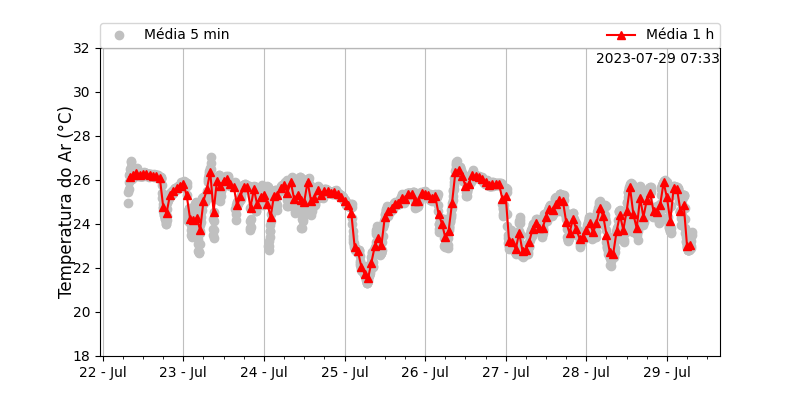 Média 5 min
Média 1 h
2023-07-29 07:33
Temperatura do Ar (°C)
32
30
28
26
24
22
20
18
22 - Jul
23 - Jul
24 - Jul
25 - Jul
26 - Jul
27 - Jul
28 - Jul
29 - Jul